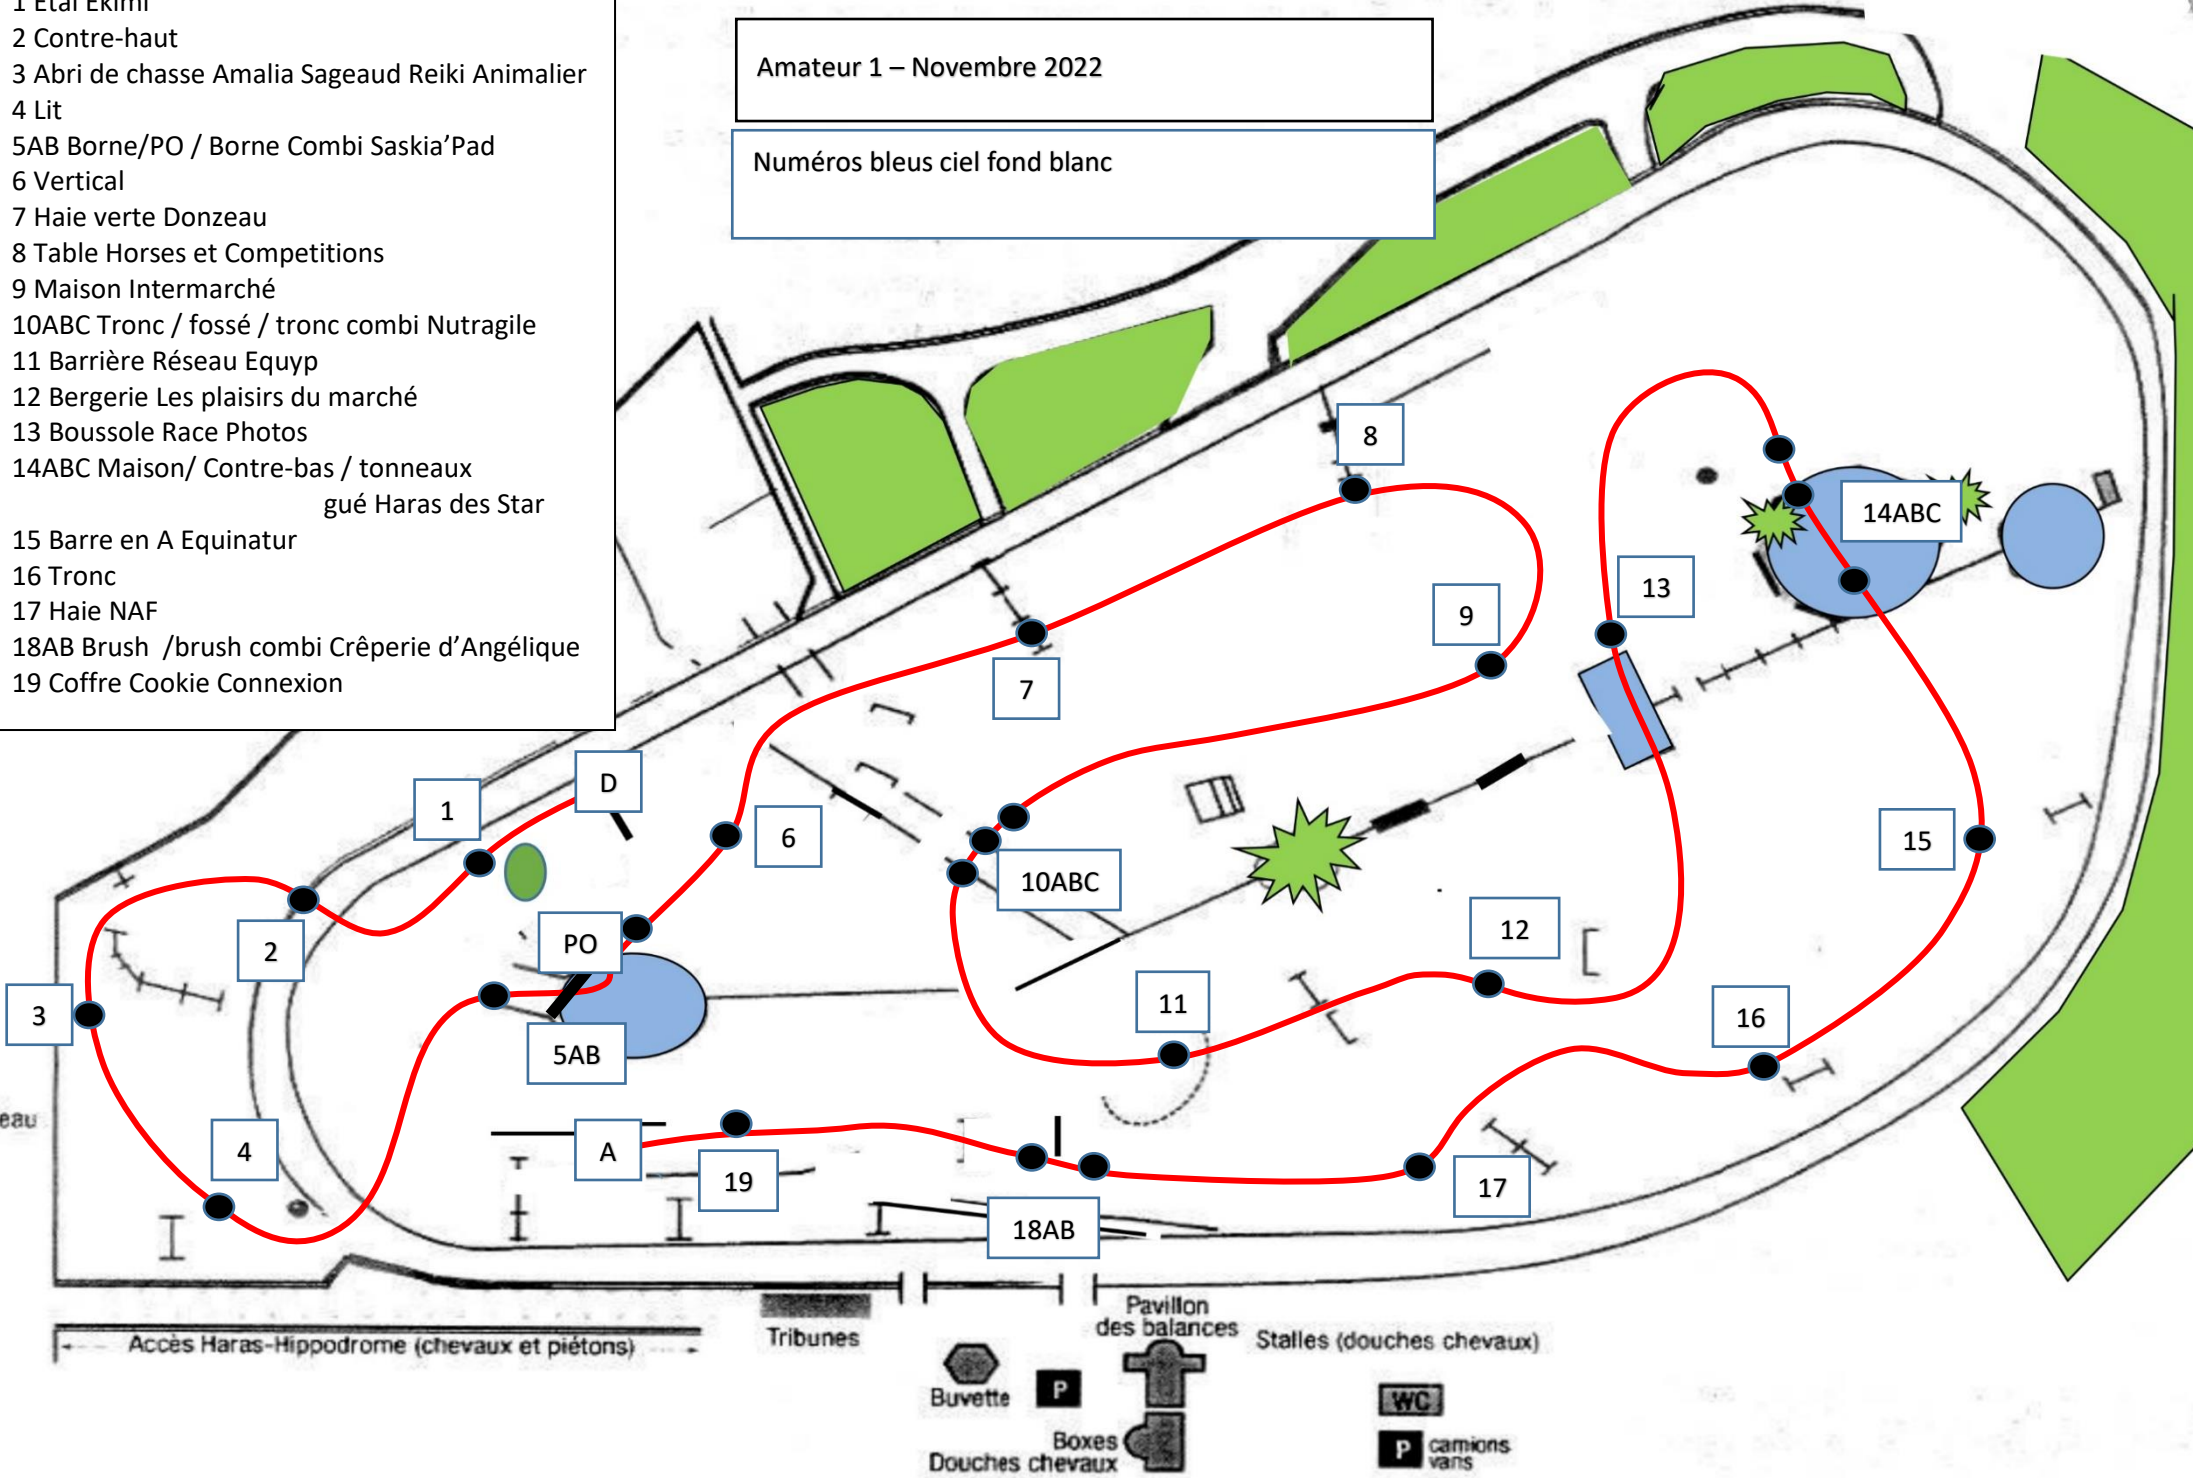 1 Etal Ekimi
2 Contre-haut
3 Abri de chasse Amalia Sageaud Reiki Animalier
4 Lit
5AB Borne/PO / Borne Combi Saskia’Pad
6 Vertical
7 Haie verte Donzeau
8 Table Horses et Competitions
9 Maison Intermarché
10ABC Tronc / fossé / tronc combi Nutragile
11 Barrière Réseau Equyp
12 Bergerie Les plaisirs du marché
13 Boussole Race Photos
14ABC Maison/ Contre-bas / tonneaux
gué Haras des Star
15 Barre en A Equinatur
16 Tronc
17 Haie NAF
18AB Brush /brush combi Crêperie d’Angélique
19 Coffre Cookie Connexion
Amateur 1 – Novembre 2022
Numéros bleus ciel fond blanc
8
14ABC
13
9
7
D
1
6
10ABC
15
12
PO
2
3
11
16
5AB
4
A
19
17
18AB
eau
Accès Haras-Hippodrome (chevaux et piétons)
Tribunes
Pavillon
des balances
Stalles (douches chevaux)
Buvette
P
WC
Boxes
Douches chevaux
P
camions
vans